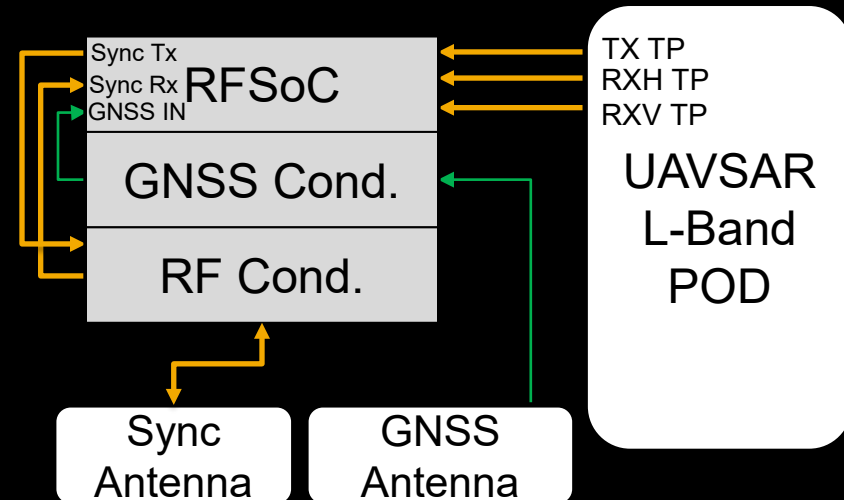 Sync Tx
Sync Rx
GNSS IN
RFSoC
GNSS Cond.
RF Cond.
TX TP
RXH TP
RXV TP
UAVSAR
L-Band
POD
Sync
Antenna
GNSS
Antenna